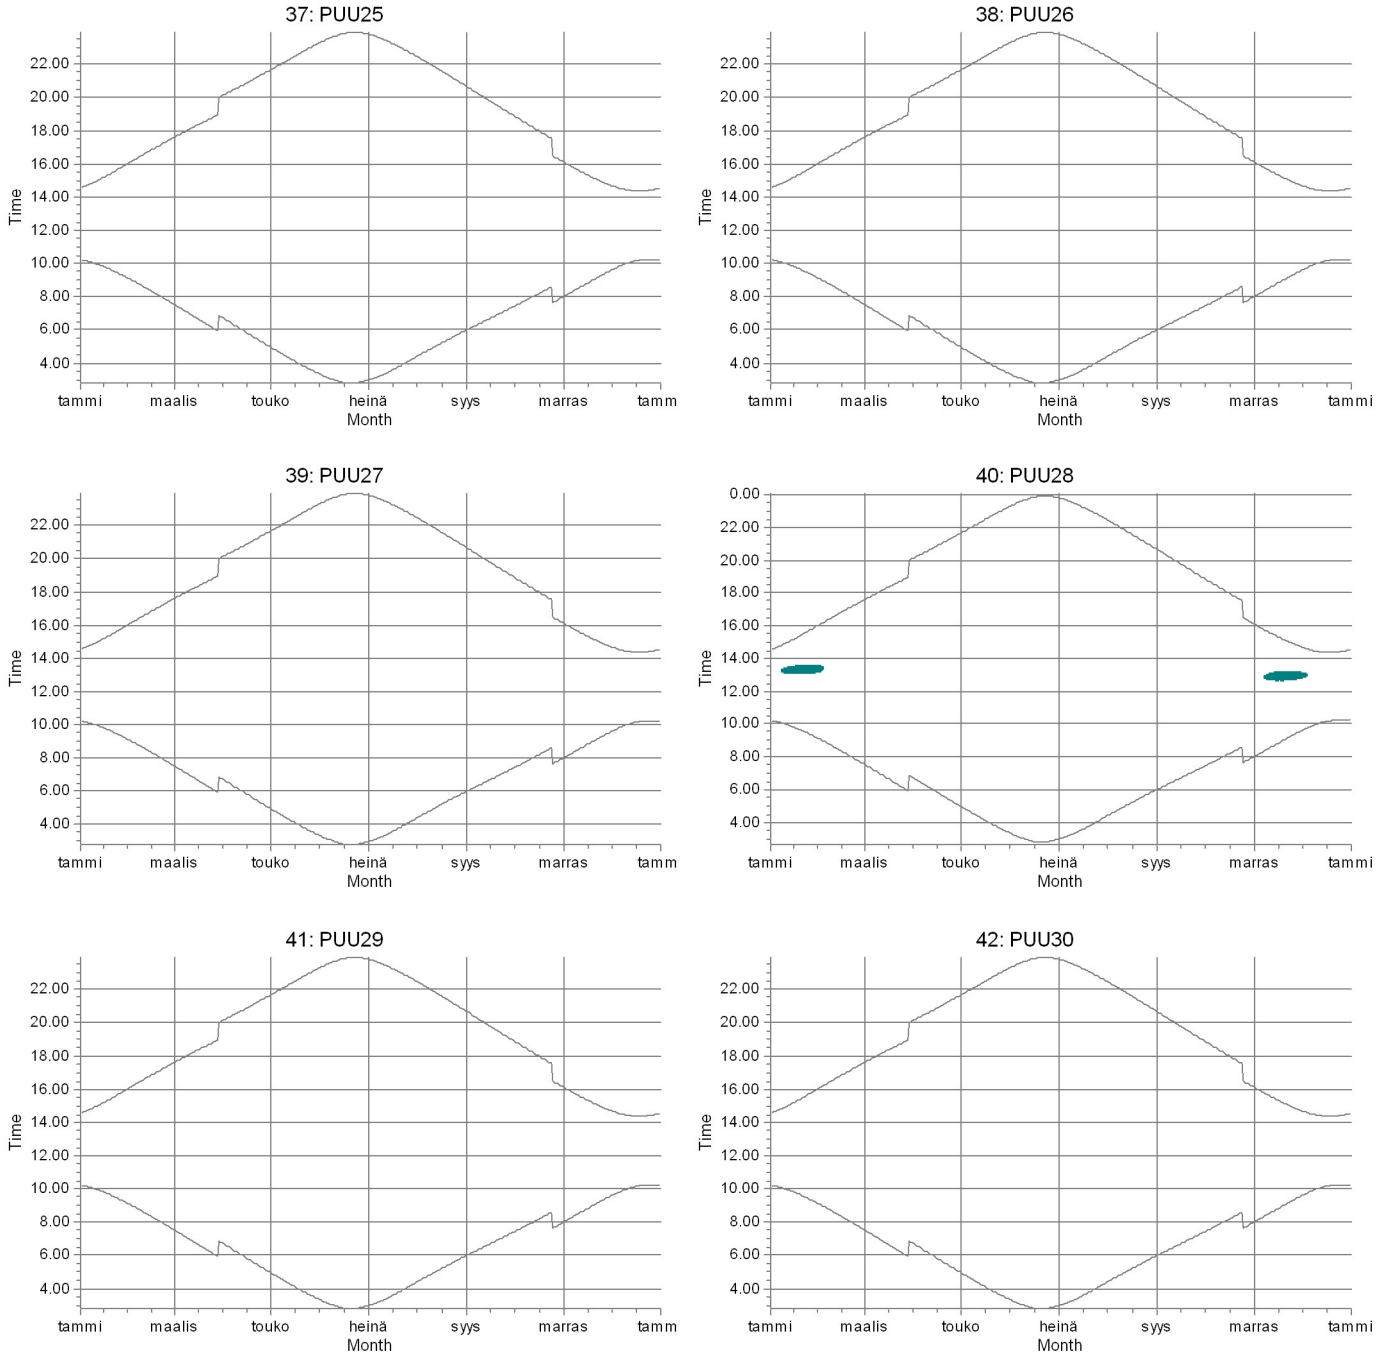 37: PUU25
22.00
20.00
18.00
16.00
14.00
12.00
10.00
8.00
6.00
4.00
Time
tammi maalis touko heinä syys marras tamm
Month
38: PUU26
22.00
20.00
18.00
16.00
14.00
12.00
10.00
8.00
6.00
4.00
Time
tammi maalis touko heinä syys marras tammi
Month
39: PUU27
22.00
20.00
18.00
16.00
14.00
12.00
10.00
8.00
6.00
4.00
Time
tammi maalis touko heinä syys marras tamm
Month
40: PUU28
0.00
22.00
20.00
18.00
16.00
14.00
12.00
10.00
8.00
6.00
4.00
Time
tammi maalis touko heinä syys marras tammi
Month
41: PUU29
22.00
20.00
18.00
16.00
14.00
12.00
10.00
8.00
6.00
4.00
Time
tammi maalis touko heinä syys marras tamm
Month
42: PUU30
22.00
20.00
18.00
16.00
14.00
12.00
10.00
8.00
6.00
4.00
Time
tammi maalis touko heinä syys marras tammi
Month